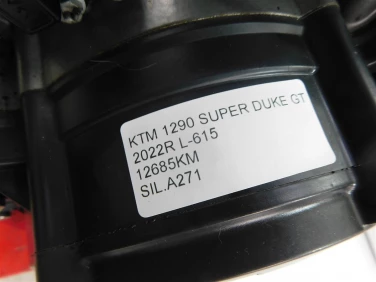 KTM 1290 SUPER DUKE GT
2022R L-615
12685KM
SIL.A271